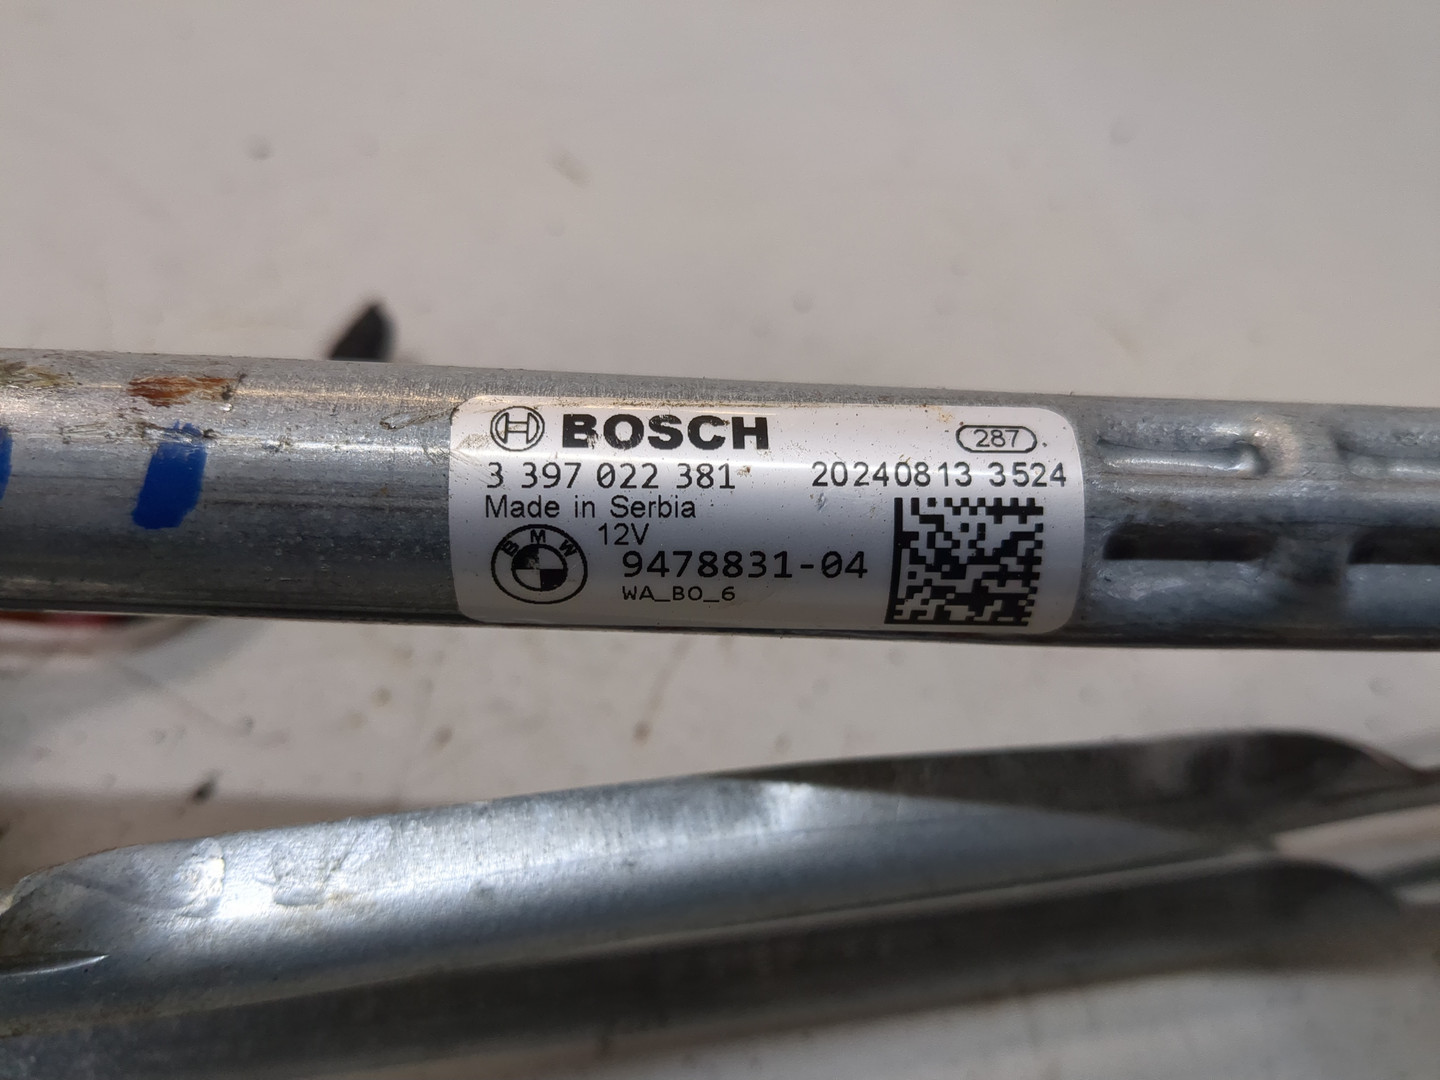 BOSCH 287
3 397 022 381 20240813 3524
Made in Serbia
12V
BMW 9478831-04
WA_BO_6